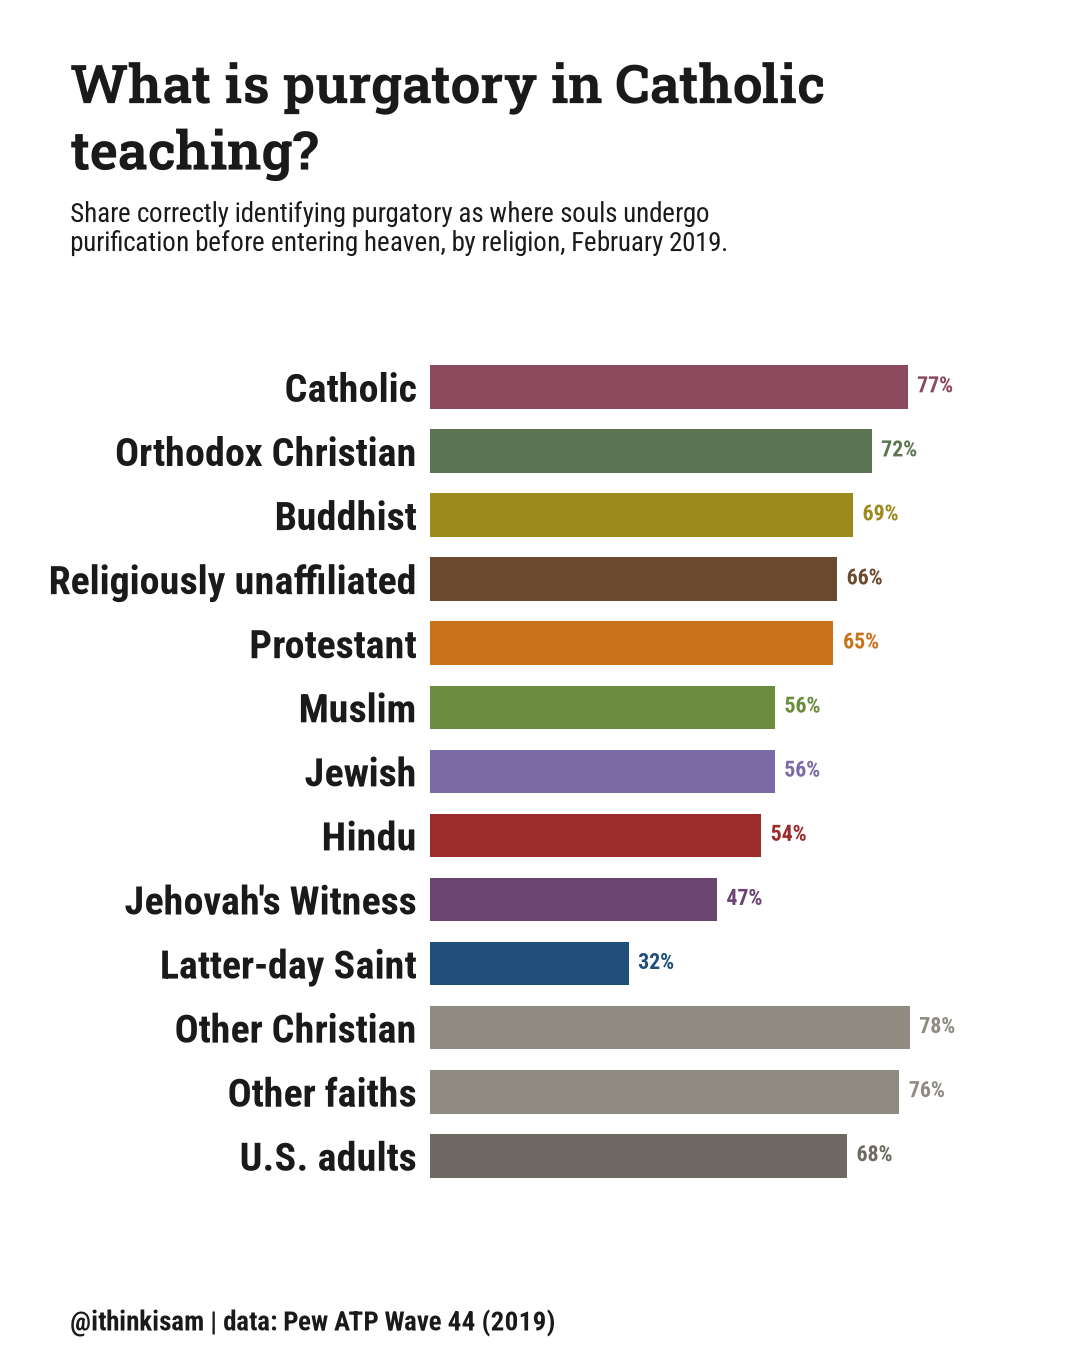 What is purgatory in Catholic
teaching?
Share correctly identifying purgatory as where souls undergo
purification before entering heaven, by religion, February 2019.
Catholic 77%
Orthodox Christian 72%
Buddhist 69%
Religiously unaffiliated 66%
Protestant 65%
Muslim 56%
Jewish 56%
Hindu 54%
Jehovah's Witness 47%
Latter-day Saint 32%
Other Christian 78%
Other faiths 76%
U.S. adults 68%
@ithinkisam | data: Pew ATP Wave 44 (2019)